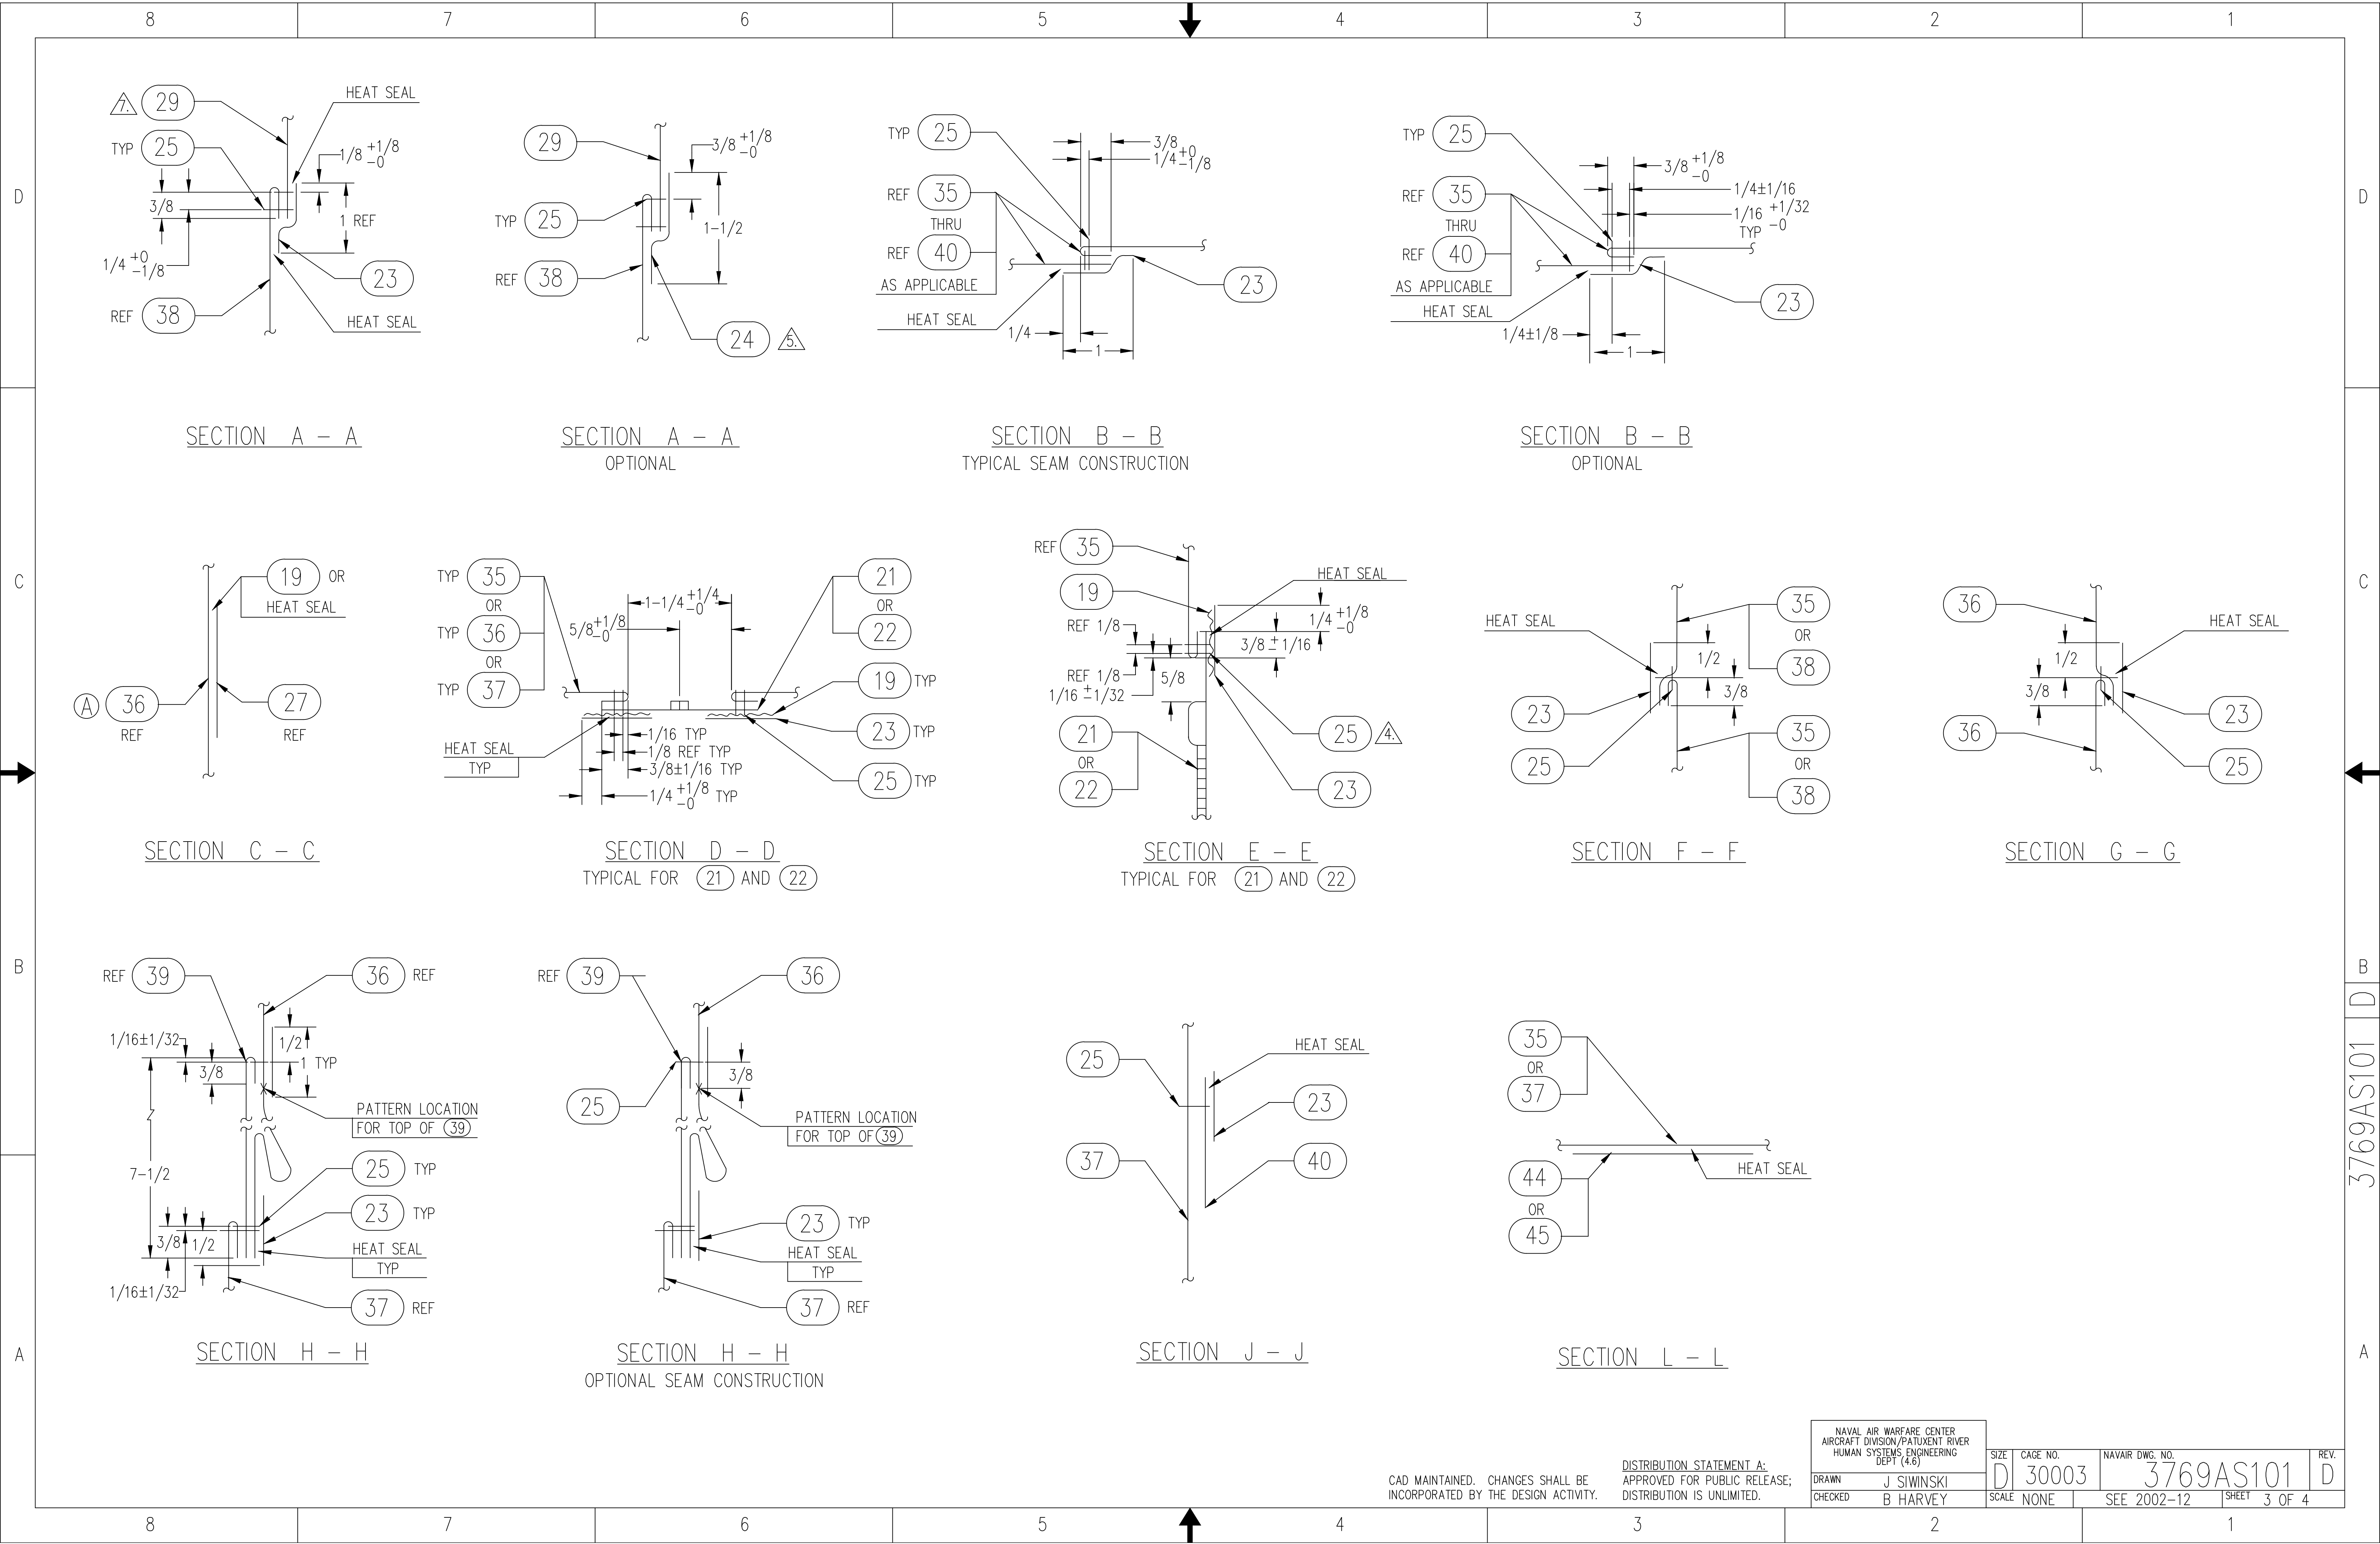 8 7 6 5 4 3 2 1
D
C
B
A
7. 29
HEAT SEAL
TYP 25
1/8 +1/8 -0
3/8
1 REF
1/4 +0 -1/8
23
REF 38
HEAT SEAL
SECTION A - A
29
3/8 +1/8 -0
TYP 25
1-1/2
REF 38
24 5.
SECTION A - A
OPTIONAL
TYP 25
3/8
1/4 +0 -1/8
REF 35
THRU
REF 40
AS APPLICABLE
23
HEAT SEAL
1/4
1
SECTION B - B
TYPICAL SEAM CONSTRUCTION
TYP 25
3/8 +1/8 -0
1/4±1/16
REF 35
1/16 +1/32 -0
TYP
THRU
REF 40
AS APPLICABLE
23
HEAT SEAL
1/4±1/8
1
SECTION B - B
OPTIONAL
19 OR
HEAT SEAL
A 36
REF
27
REF
SECTION C - C
TYP 35
OR
TYP 36
OR
TYP 37
1-1/4 +1/4 -0
5/8 +1/8 -0
21
OR
22
19 TYP
23 TYP
25 TYP
HEAT SEAL
TYP
1/16 TYP
1/8 REF TYP
3/8±1/16 TYP
1/4 +1/8 -0 TYP
SECTION D - D
TYPICAL FOR 21 AND 22
REF 35
HEAT SEAL
19
1/4 +1/8 -0
REF 1/8
3/8 ± 1/16
REF 1/8
5/8
1/16 ±1/32
21
OR
22
25 4.
23
SECTION E - E
TYPICAL FOR 21 AND 22
HEAT SEAL
35
OR
38
1/2
3/8
23
25
35
OR
38
SECTION F - F
36
HEAT SEAL
1/2
3/8
23
36
25
SECTION G - G
REF 39
36 REF
1/16±1/32
1/2
1 TYP
3/8
PATTERN LOCATION
FOR TOP OF 39
7-1/2
25 TYP
23 TYP
3/8
1/2
HEAT SEAL
TYP
1/16±1/32
37 REF
SECTION H - H
REF 39
36
3/8
25
PATTERN LOCATION
FOR TOP OF 39
23 TYP
HEAT SEAL
TYP
37 REF
SECTION H - H
OPTIONAL SEAM CONSTRUCTION
25
HEAT SEAL
23
37
40
SECTION J - J
35
OR
37
44
OR
45
HEAT SEAL
SECTION L - L
CAD MAINTAINED. CHANGES SHALL BE
INCORPORATED BY THE DESIGN ACTIVITY.
DISTRIBUTION STATEMENT A:
APPROVED FOR PUBLIC RELEASE;
DISTRIBUTION IS UNLIMITED.
NAVAL AIR WARFARE CENTER
AIRCRAFT DIVISION/PATUXENT RIVER
HUMAN SYSTEMS ENGINEERING
DEPT (4.6)
DRAWN J SIWINSKI
CHECKED B HARVEY
SIZE D
CAGE NO. 30003
NAVAIR DWG. NO. 3769AS101
REV. D
SCALE NONE
SEE 2002-12
SHEET 3 OF 4
3769AS101 D
D
C
B
A
8 7 6 5 4 3 2 1